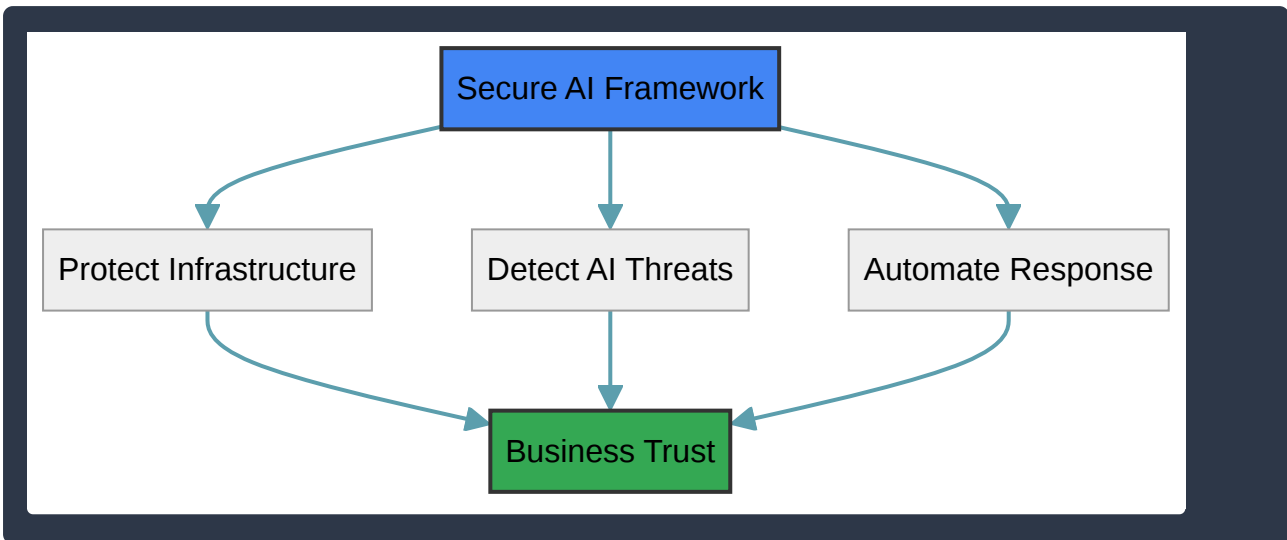 Secure AI Framework
Protect Infrastructure
Detect AI Threats
Automate Response
Business Trust